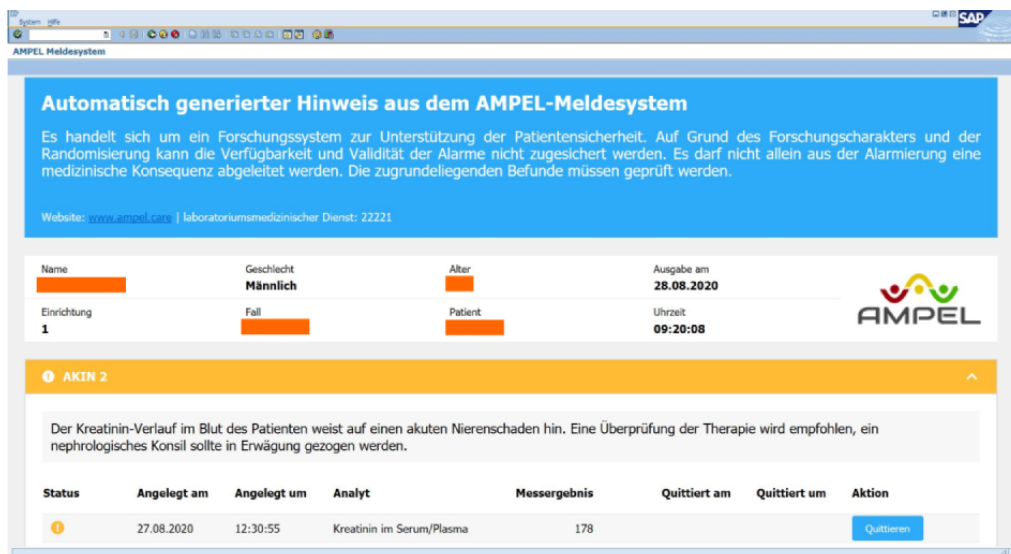 System Hilfe
SAP
AMPEL Meldesystem
Automatisch generierter Hinweis aus dem AMPEL-Meldesystem
Es handelt sich um ein Forschungssystem zur Unterstützung der Patientensicherheit. Auf Grund des Forschungscharakters und der
Randomisierung kann die Verfügbarkeit und Validität der Alarme nicht zugesichert werden. Es darf nicht allein aus der Alarmierung eine
medizinische Konsequenz abgeleitet werden. Die zugrundeliegenden Befunde müssen geprüft werden.
Website: www.ampel.care | laboratoriumsmedizinischer Dienst: 22221
Name Geschlecht Alter Ausgabe am
Männlich 28.08.2020
Einrichtung Fall Patient Uhrzeit
1 09:20:08
AMPEL
AKIN 2
Der Kreatinin-Verlauf im Blut des Patienten weist auf einen akuten Nierenschaden hin. Eine Überprüfung der Therapie wird empfohlen, ein
nephrologisches Konsil sollte in Erwägung gezogen werden.
Status Angelegt am Angelegt um Analyt Messergebnis Quittiert am Quittiert um Aktion
27.08.2020 12:30:55 Kreatinin im Serum/Plasma 178 Quittieren